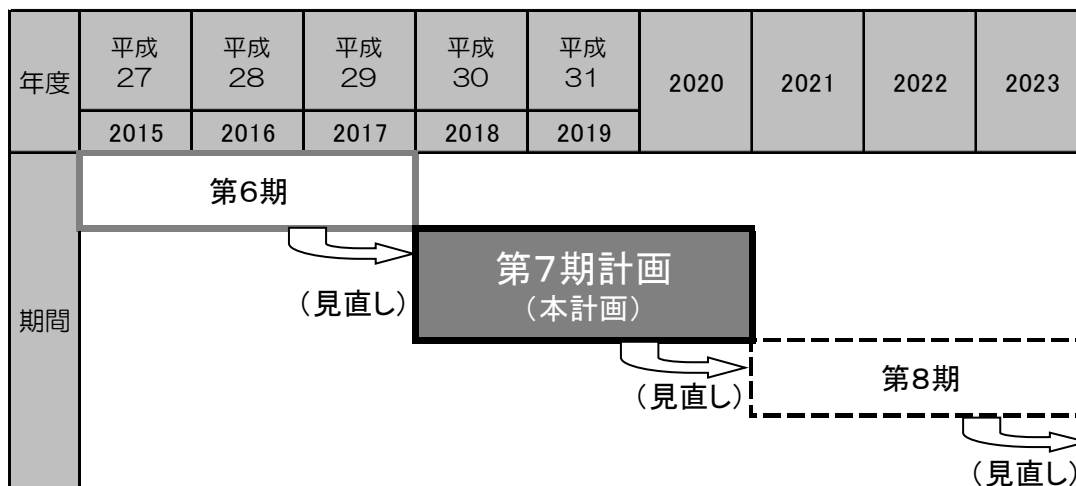 年度
平成
27
平成
28
平成
29
平成
30
平成
31
2020
2021
2022
2023
2015
2016
2017
2018
2019
期間
第6期
(見直し)
第7期計画
(本計画)
(見直し)
第8期
(見直し)